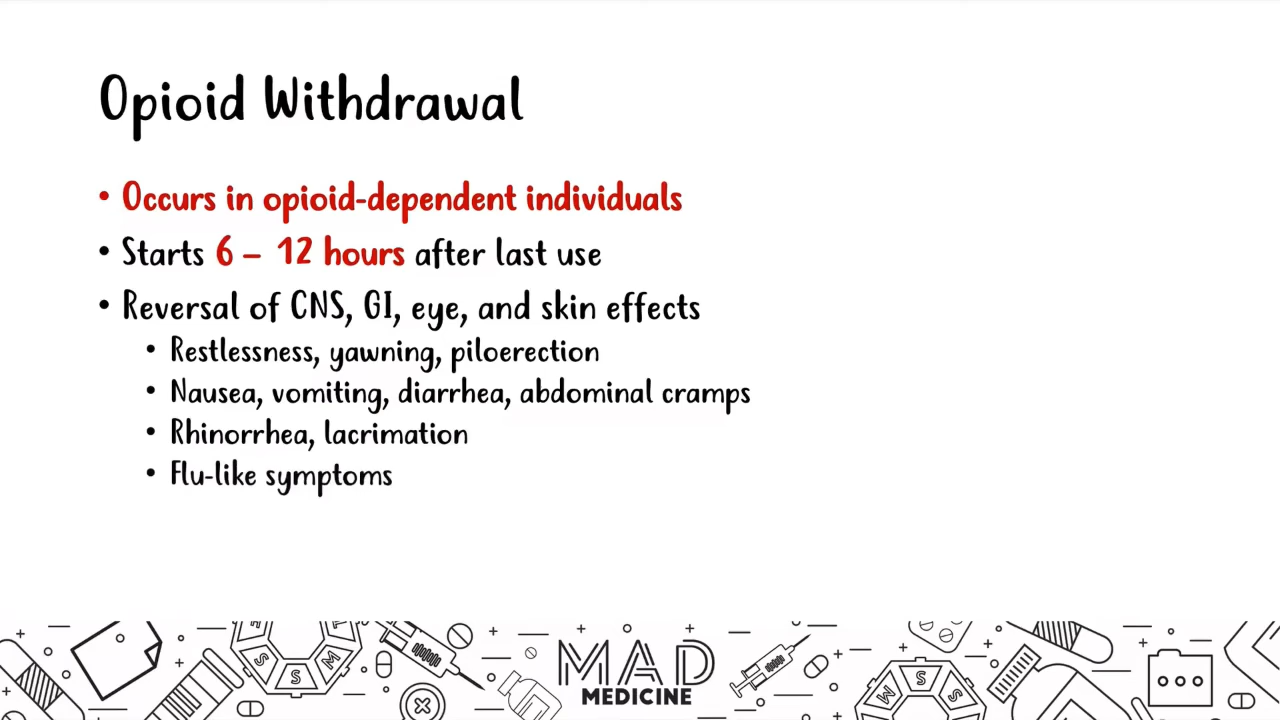 Opioid Withdrawal
• Occurs in opioid-dependent individuals
• Starts 6 – 12 hours after last use
• Reversal of CNS, GI, eye, and skin effects
• Restlessness, yawning, piloerection
• Nausea, vomiting, diarrhea, abdominal cramps
• Rhinorrhea, lacrimation
• Flu-like symptoms
MAD
MEDICINE
S
S
M
M
S
S